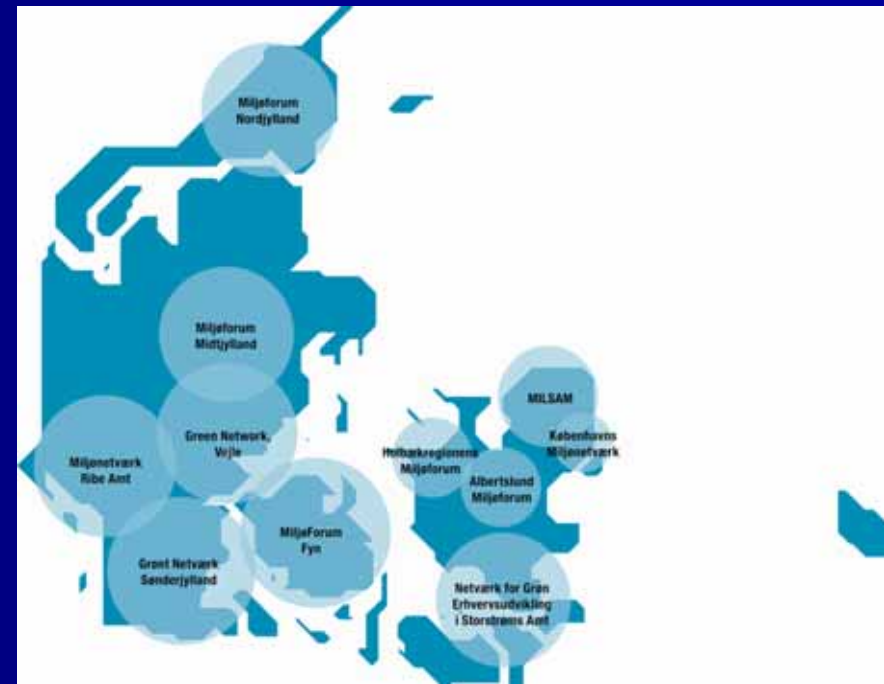 Miljøforum
Nordjylland
Miljøforum
Midtjylland
Green Network,
Vejle
Miljønetværk
Ribe Amt
Grønt Netværk
Sønderjylland
MiljøForum
Fyn
MILSAM
Københavns
Miljønetværk
Holbækregionens
Miljøforum
Albertslund
Miljøforum
Netværk for Grøn
Erhvervsudvikling
i Storstrøms Amt